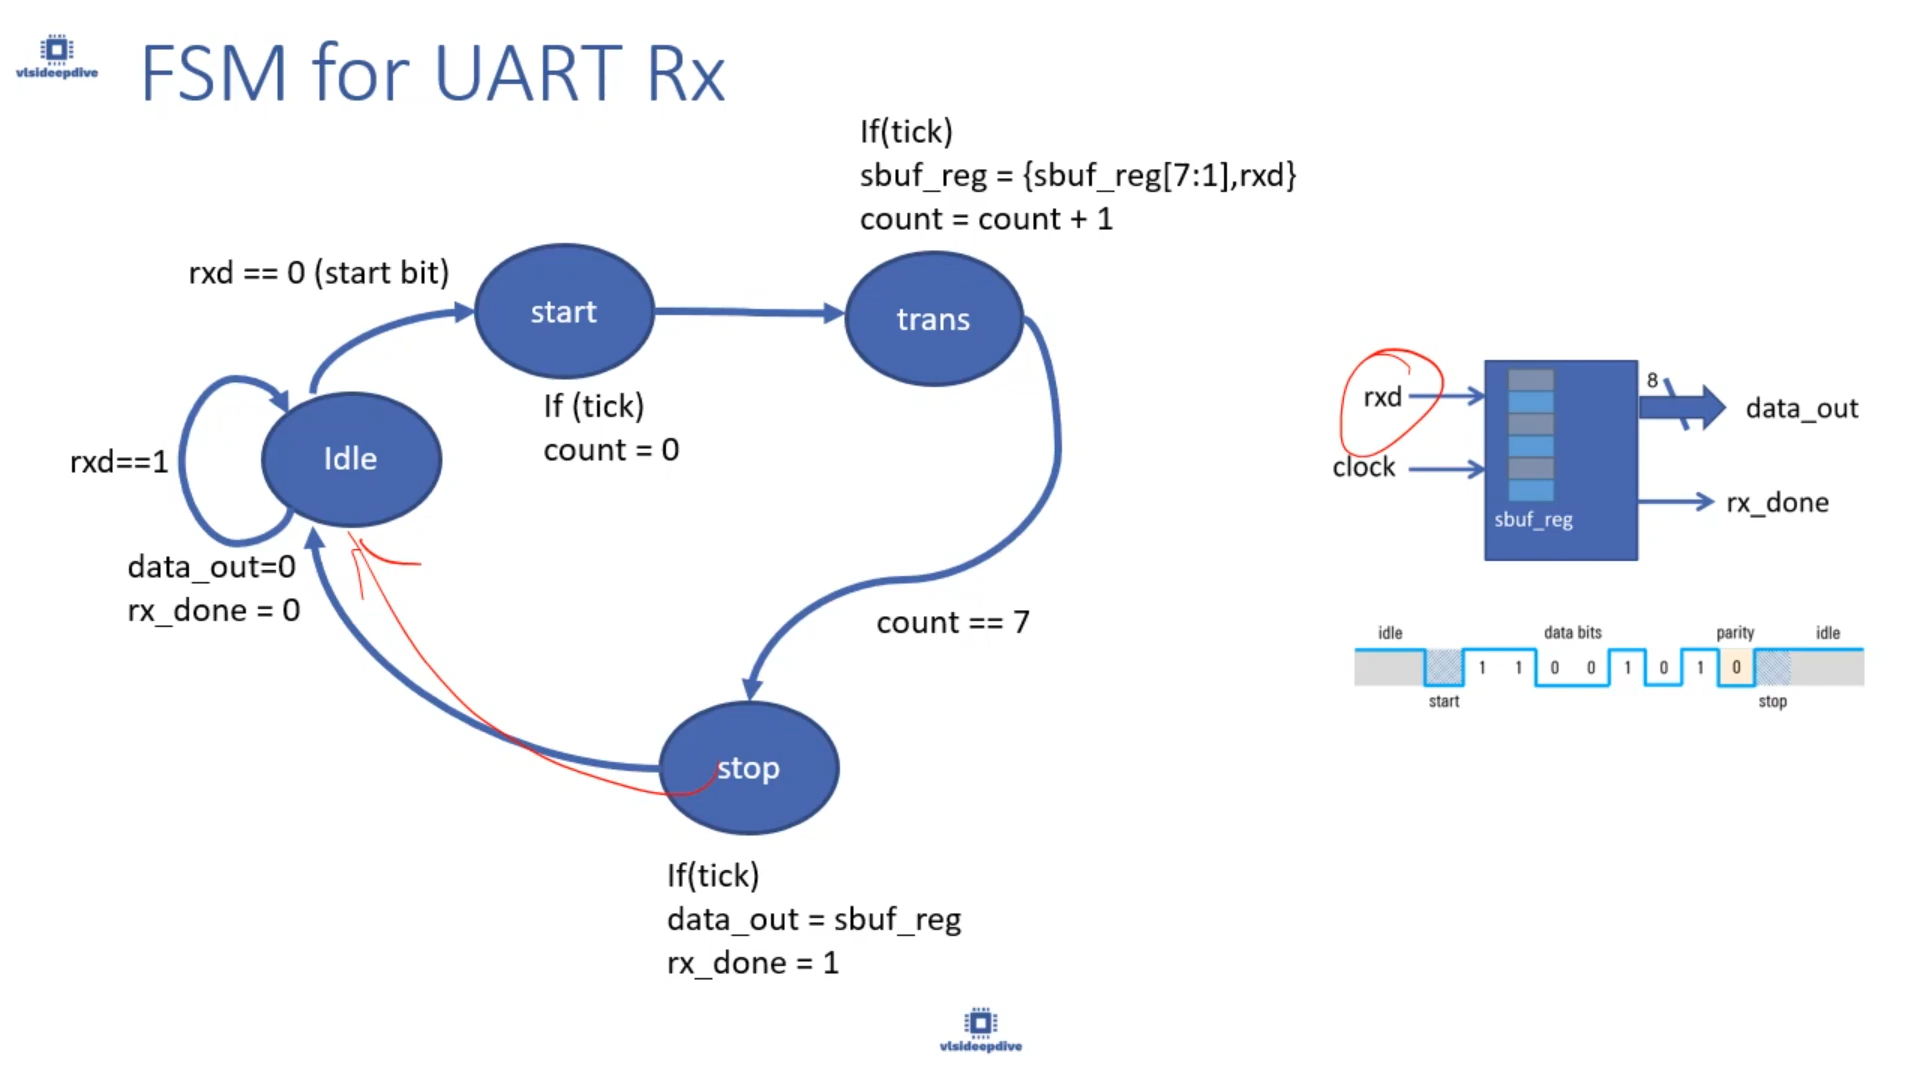 vlsideepdive
FSM for UART Rx
If(tick)
sbuf_reg = {sbuf_reg[7:1],rxd}
count = count + 1
rxd == 0 (start bit)
start
trans
If (tick)
count = 0
rxd==1
Idle
data_out=0
rx_done = 0
count == 7
stop
If(tick)
data_out = sbuf_reg
rx_done = 1
rxd
clock
sbuf_reg
8
data_out
rx_done
idle data bits parity idle
1 1 0 0 1 0 1 0
start stop
vlsideepdive